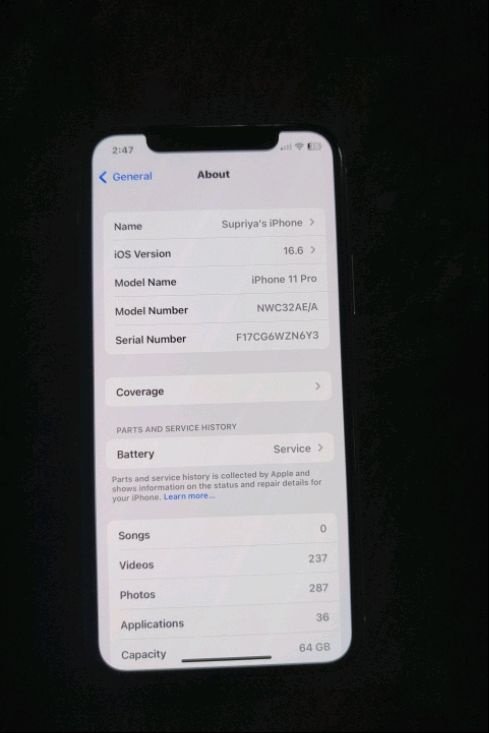 2:47
General About
Name Supriya's iPhone
iOS Version 16.6
Model Name iPhone 11 Pro
Model Number NWC32AE/A
Serial Number F17CG6WZN6Y3
Coverage
PARTS AND SERVICE HISTORY
Battery Service
Parts and service history is collected by Apple and
shows information on the status and repair details for
your iPhone. Learn more...
Songs 0
Videos 237
Photos 287
Applications 36
Capacity 64 GB